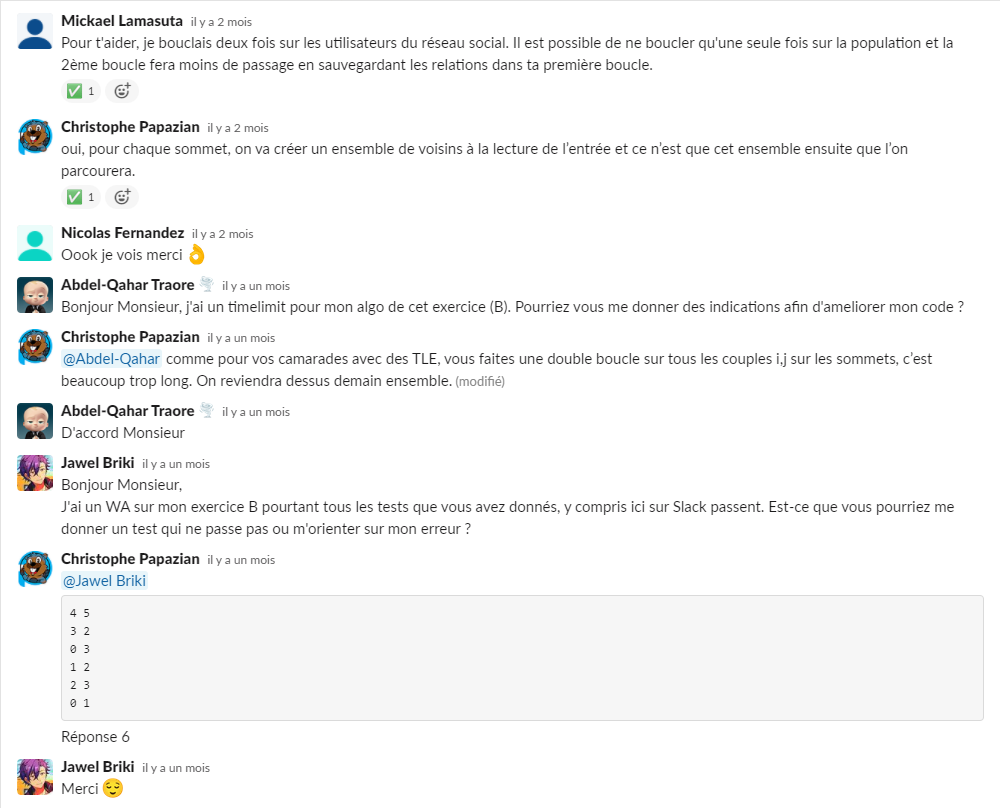 Mickael Lamasuta il y a 2 mois
Pour t'aider, je bouclais deux fois sur les utilisateurs du réseau social. Il est possible de ne boucler qu'une seule fois sur la population et la
2ème boucle fera moins de passage en sauvegardant les relations dans ta première boucle.
✅ 1
Christophe Papazian il y a 2 mois
oui, pour chaque sommet, on va créer un ensemble de voisins à la lecture de l'entrée et ce n'est que cet ensemble ensuite que l'on
parcourera.
✅ 1
Nicolas Fernandez il y a 2 mois
Oook je vois merci 👌
Abdel-Qahar Traore il y a un mois
Bonjour Monsieur, j'ai un timelimit pour mon algo de cet exercice (B). Pourriez vous me donner des indications afin d'ameliorer mon code ?
Christophe Papazian il y a un mois
@Abdel-Qahar comme pour vos camarades avec des TLE, vous faites une double boucle sur tous les couples i,j sur les sommets, c'est
beaucoup trop long. On reviendra dessus demain ensemble. (modifié)
Abdel-Qahar Traore il y a un mois
D'accord Monsieur
Jawel Briki il y a un mois
Bonjour Monsieur,
J'ai un WA sur mon exercice B pourtant tous les tests que vous avez donnés, y compris ici sur Slack passent. Est-ce que vous pourriez me
donner un test qui ne passe pas ou m'orienter sur mon erreur ?
Christophe Papazian il y a un mois
@Jawel Briki
4 5
3 2
0 3
1 2
2 3
0 1
Réponse 6
Jawel Briki il y a un mois
Merci 😌